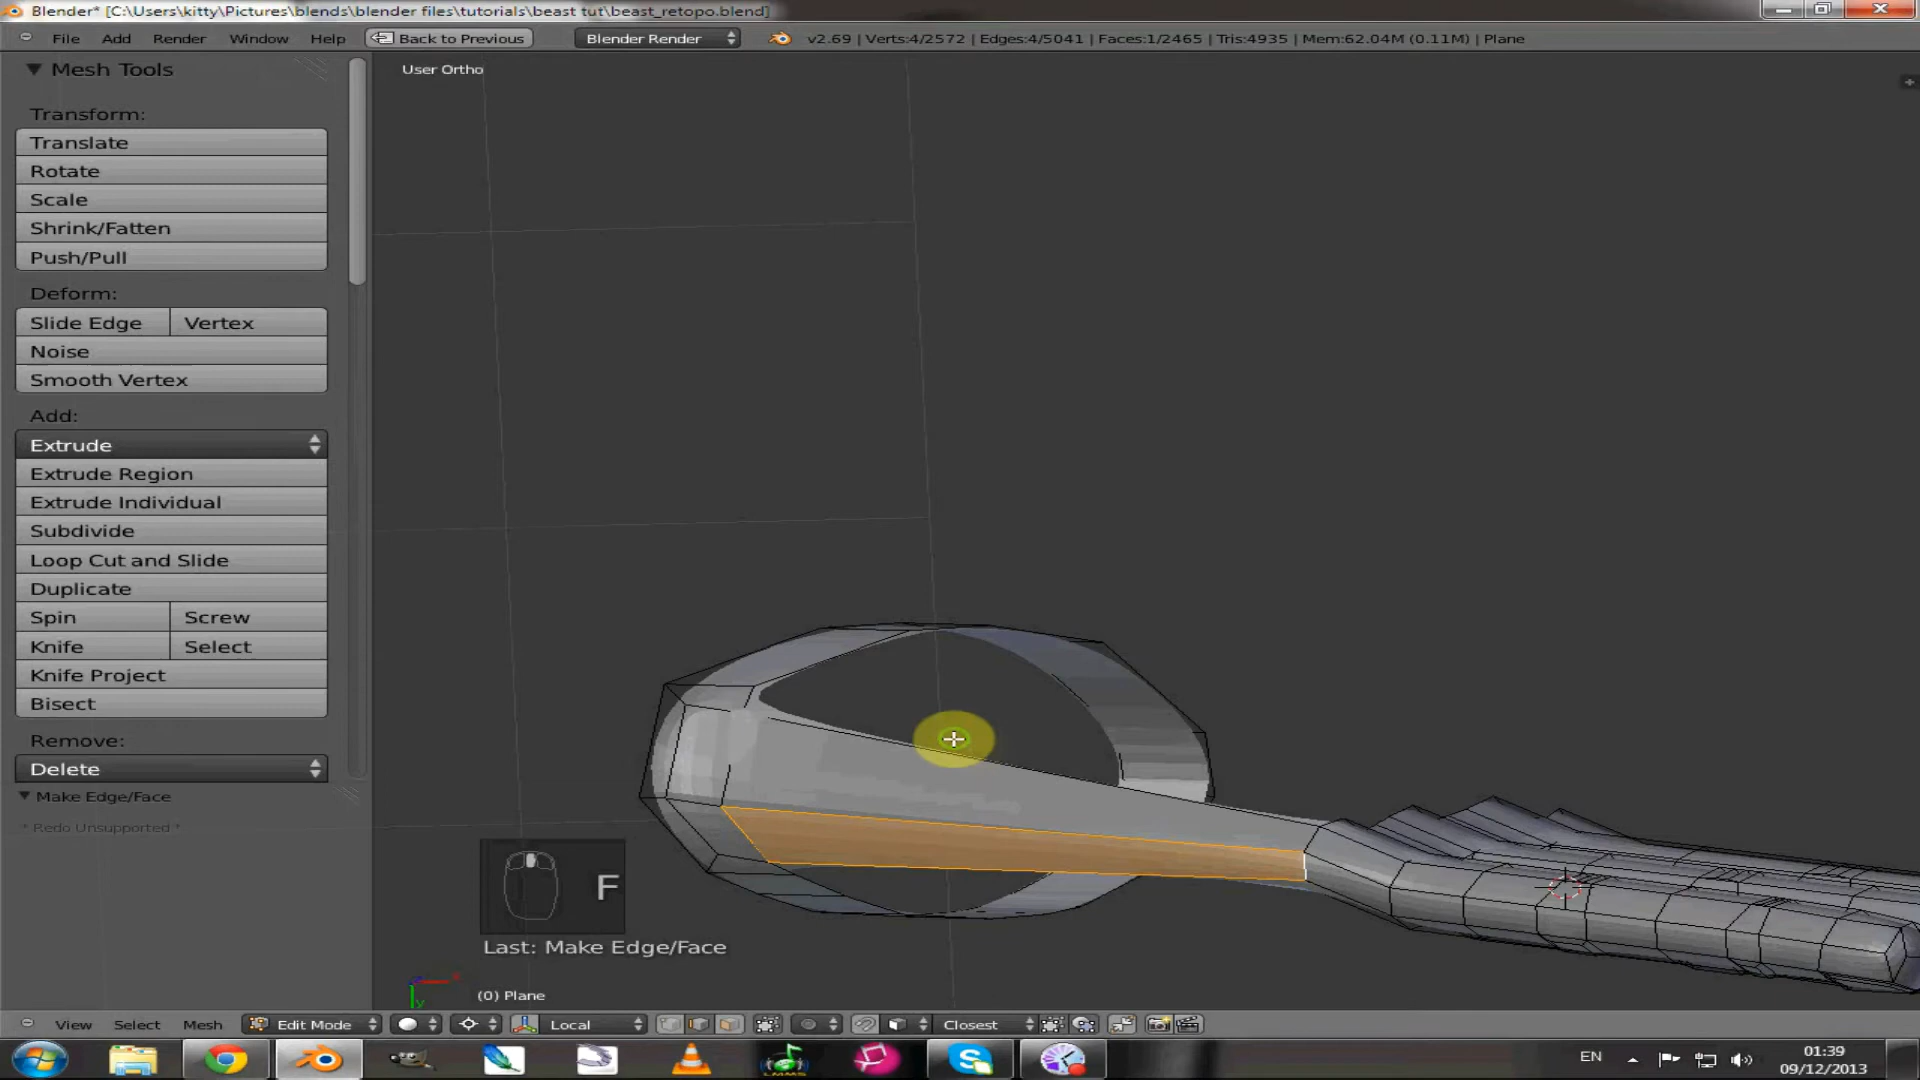 Blender* [C:\Users\kitty\Pictures\blends\blender files\tutorials\beast tut\beast_retopo.blend]
File Add Render Window Help Back to Previous Blender Render v2.69 | Verts:4/2572 | Edges:4/5041 | Faces:1/2465 | Tris:4935 | Mem:62.04M (0.11M) | Plane
Mesh Tools
User Ortho
Transform:
Translate
Rotate
Scale
Shrink/Fatten
Push/Pull
Deform:
Slide Edge Vertex
Noise
Smooth Vertex
Add:
Extrude
Extrude Region
Extrude Individual
Subdivide
Loop Cut and Slide
Duplicate
Spin Screw
Knife Select
Knife Project
Bisect
Remove:
Delete
Make Edge/Face
* Redo Unsupported *
F
Last: Make Edge/Face
(0) Plane
View Select Mesh Edit Mode Local Closest
EN
01:39
09/12/2013